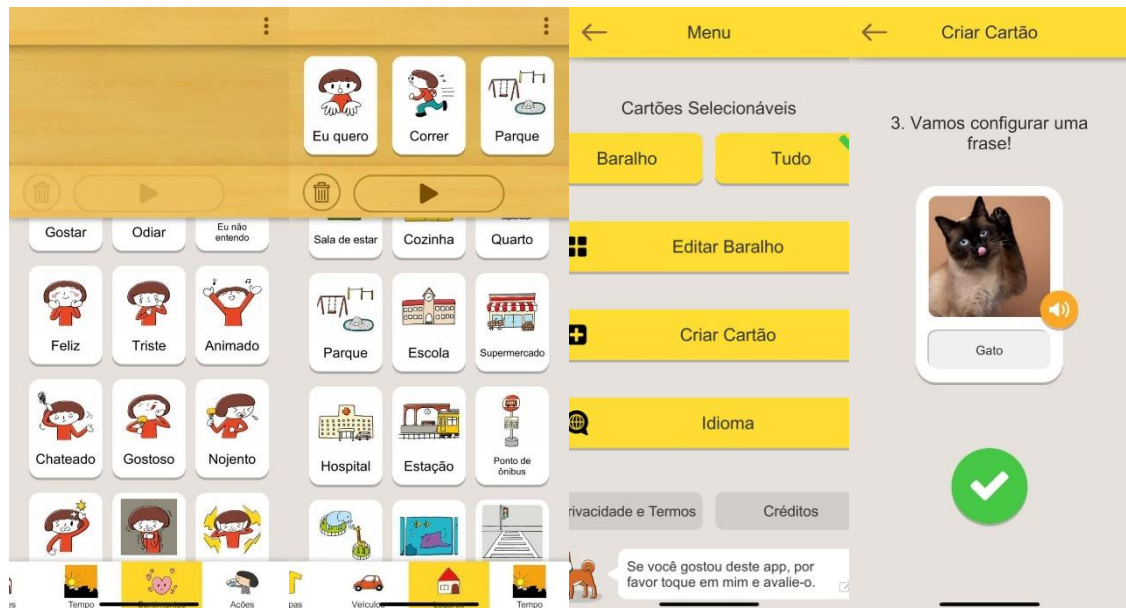 Gostar
Odiar
Eu não
entendo
Feliz
Triste
Animado
Chateado
Gostoso
Nojento
Tempo
Sentimentos
Ações
Eu quero
Correr
Parque
Sala de estar
Cozinha
Quarto
Parque
Escola
Supermercado
Hospital
Estação
Ponto de
ônibus
pas
Veículos
Lugares
Tempo
Menu
Cartões Selecionáveis
Baralho
Tudo
Editar Baralho
Criar Cartão
Idioma
rivacidade e Termos
Créditos
Se você gostou deste app, por
favor toque em mim e avalie-o.
Criar Cartão
3. Vamos configurar uma
frase!
Gato